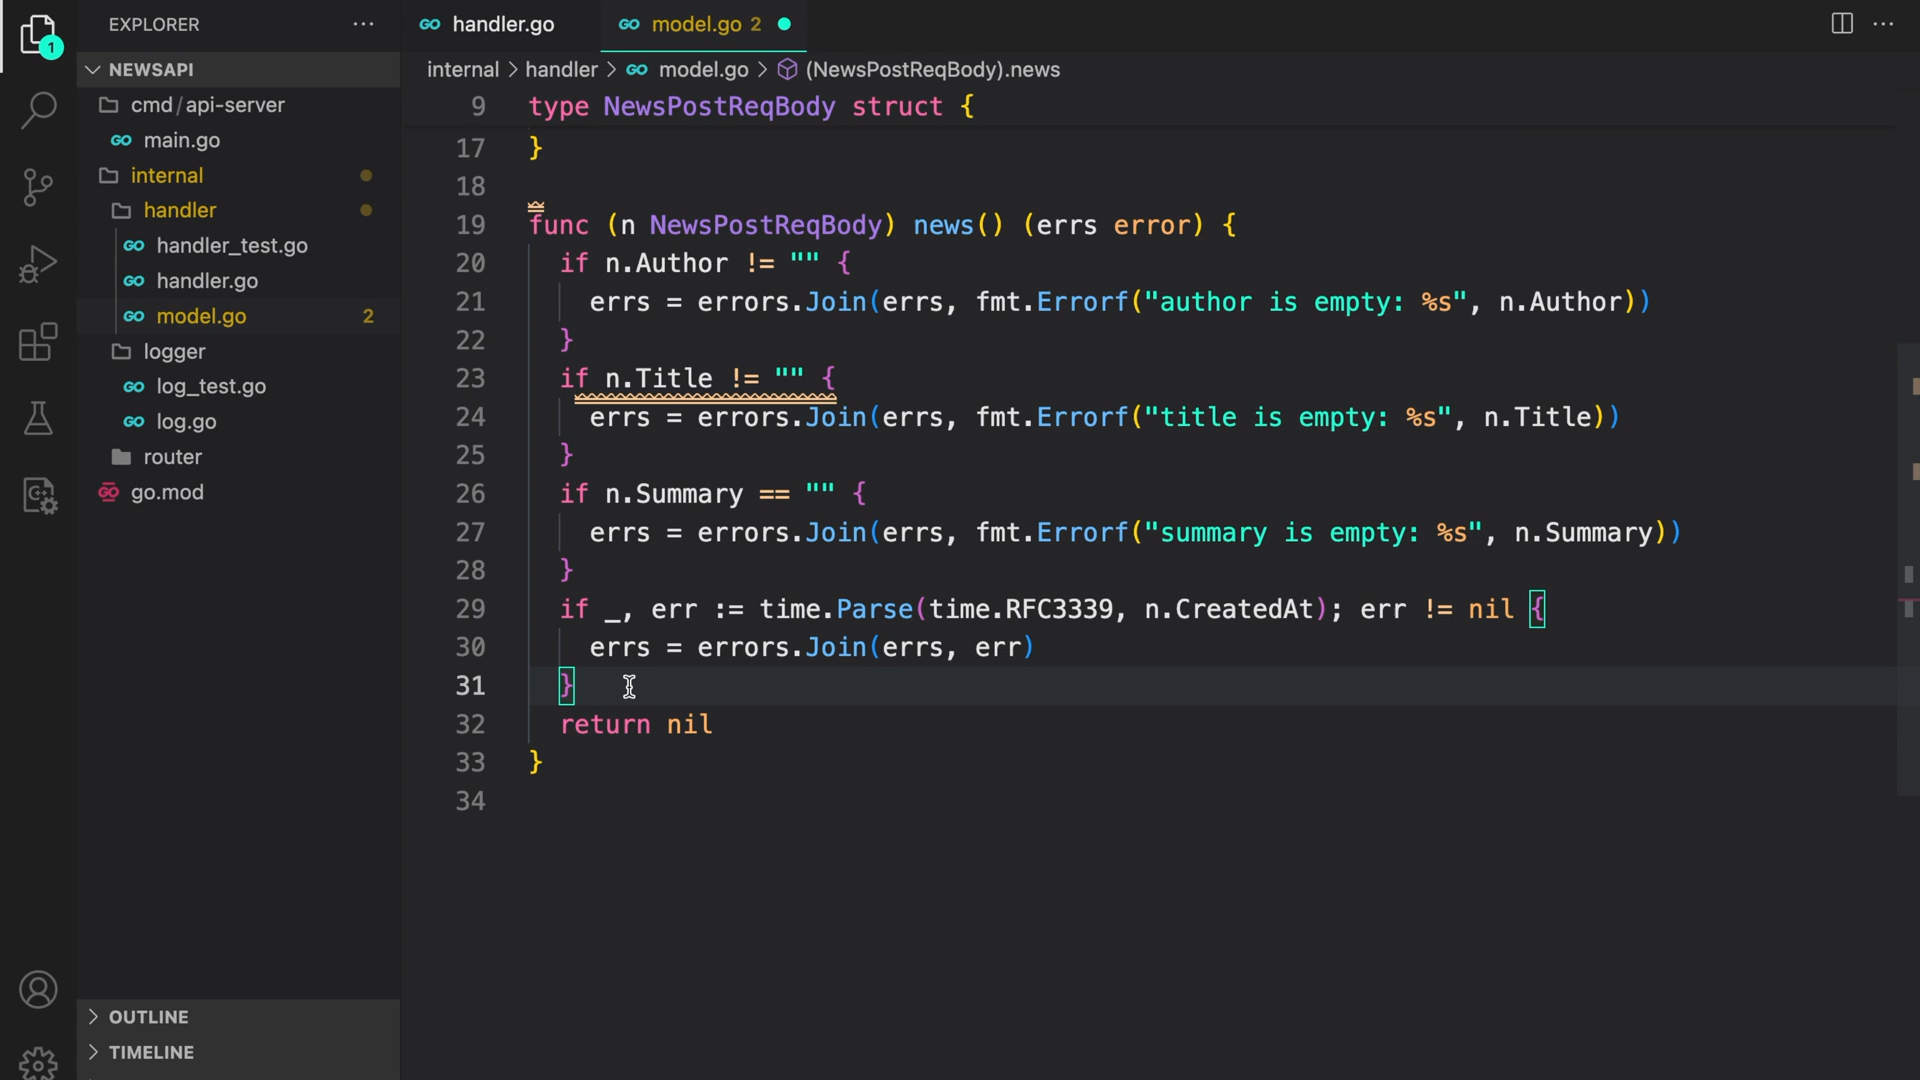 EXPLORER
handler.go
model.go 2
NEWSAPI
cmd / api-server
main.go
internal
handler
handler_test.go
handler.go
model.go 2
logger
log_test.go
log.go
router
go.mod
OUTLINE
TIMELINE
1
internal > handler > model.go > (NewsPostReqBody).news
9 type NewsPostReqBody struct {
17 }
18
19 func (n NewsPostReqBody) news() (errs error) {
20 if n.Author != "" {
21 errs = errors.Join(errs, fmt.Errorf("author is empty: %s", n.Author))
22 }
23 if n.Title != "" {
24 errs = errors.Join(errs, fmt.Errorf("title is empty: %s", n.Title))
25 }
26 if n.Summary == "" {
27 errs = errors.Join(errs, fmt.Errorf("summary is empty: %s", n.Summary))
28 }
29 if _, err := time.Parse(time.RFC3339, n.CreatedAt); err != nil {
30 errs = errors.Join(errs, err)
31 }
32 return nil
33 }
34